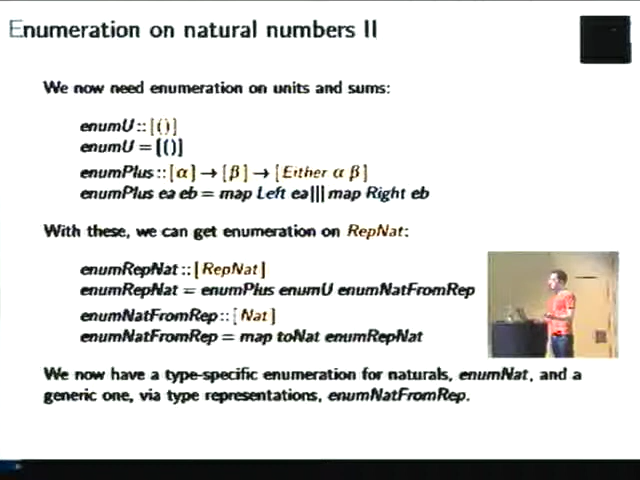 Enumeration on natural numbers II
We now need enumeration on units and sums:
enumU :: [()]
enumU = [()]
enumPlus :: [α] → [β] → [Either α β]
enumPlus ea eb = map Left ea ||| map Right eb
With these, we can get enumeration on RepNat:
enumRepNat :: [RepNat]
enumRepNat = enumPlus enumU enumNatFromRep
enumNatFromRep :: [Nat]
enumNatFromRep = map toNat enumRepNat
We now have a type-specific enumeration for naturals, enumNat, and a
generic one, via type representations, enumNatFromRep.